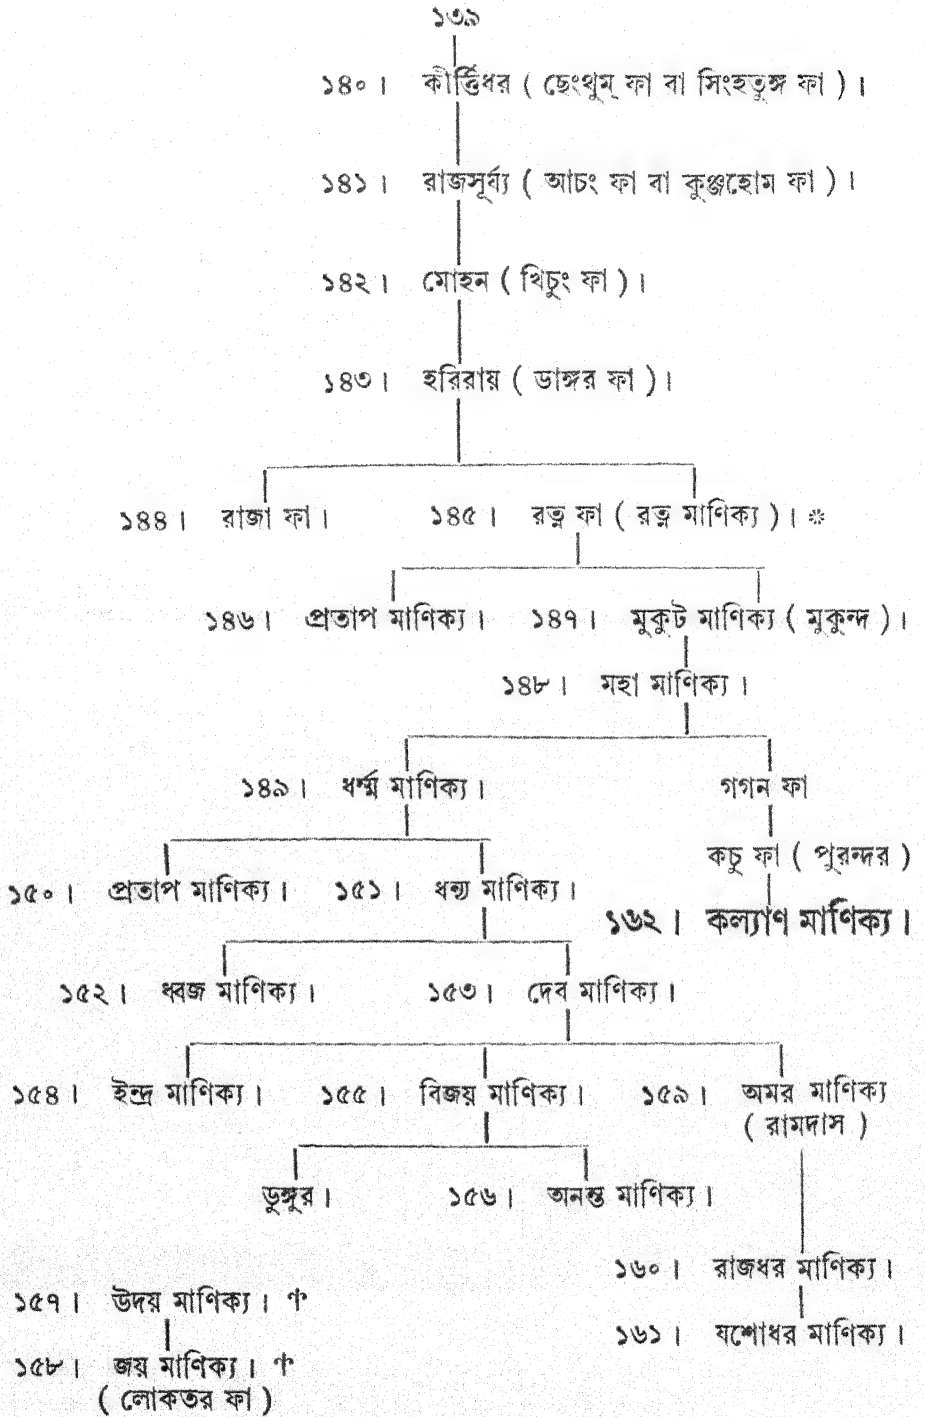 ১৩৯
১৪০। কীর্ত্তিধর ( ছেংথুম্ ফা বা সিংহতুঙ্গ ফা )।
১৪১। রাজসূর্য্য ( আচং ফা বা কুঞ্জহোম ফা )।
১৪২। মোহন ( খিচুং ফা )।
১৪৩। হরিরায় ( ডাঙ্গর ফা )।
১৪৪। রাজা ফা। ১৪৫। রত্ন ফা ( রত্ন মাণিক্য )। *
১৪৬। প্রতাপ মাণিক্য। ১৪৭। মুকুট মাণিক্য ( মুকুন্দ )।
১৪৮। মহা মাণিক্য।
১৪৯। ধর্ম্ম মাণিক্য। গগন ফা
কচু ফা ( পুরন্দর )
১৫০। প্রতাপ মাণিক্য। ১৫১। ধন্য মাণিক্য।
১৬২। কল্যাণ মাণিক্য।
১৫২। ধ্বজ মাণিক্য। ১৫৩। দেব মাণিক্য।
১৫৪। ইন্দ্র মাণিক্য। ১৫৫। বিজয় মাণিক্য। ১৫৯। অমর মাণিক্য
( রামদাস )
ডুঙ্গুর। ১৫৬। অনন্ত মাণিক্য।
১৬০। রাজধর মাণিক্য।
১৫৭। উদয় মাণিক্য। †
১৬১। যশোধর মাণিক্য।
১৫৮। জয় মাণিক্য। †
( লোকতর ফা )